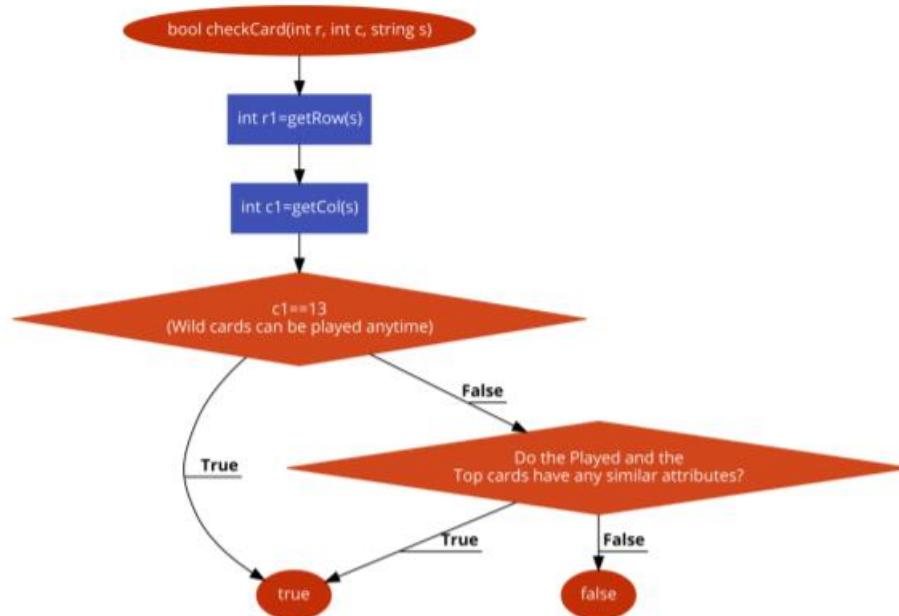 bool checkCard(int r, int c, string s)
int r1=getRow(s)
int c1=getCol(s)
c1==13
(Wild cards can be played anytime)
False
Do the Played and the
Top cards have any similar attributes?
True
True
False
true
false